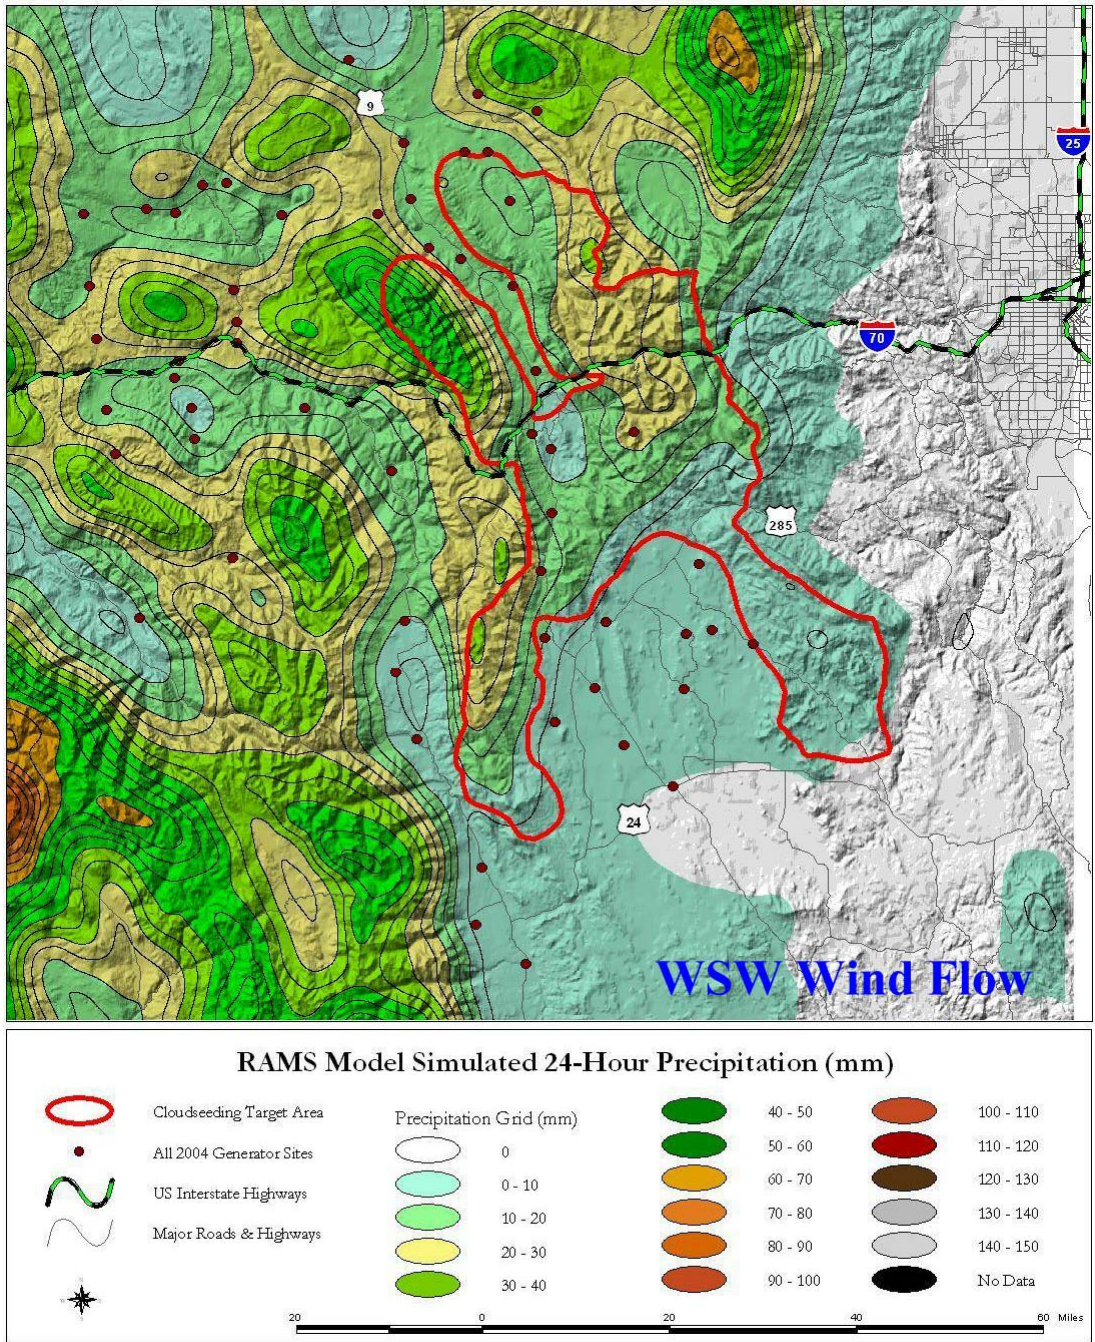 9
25
70
285
24
WSW Wind Flow
RAMS Model Simulated 24-Hour Precipitation (mm)
Cloudseeding Target Area
All 2004 Generator Sites
US Interstate Highways
Major Roads & Highways
Precipitation Grid (mm)
0
0 - 10
10 - 20
20 - 30
30 - 40
40 - 50
50 - 60
60 - 70
70 - 80
80 - 90
90 - 100
100 - 110
110 - 120
120 - 130
130 - 140
140 - 150
No Data
20 0 20 40 60 Miles